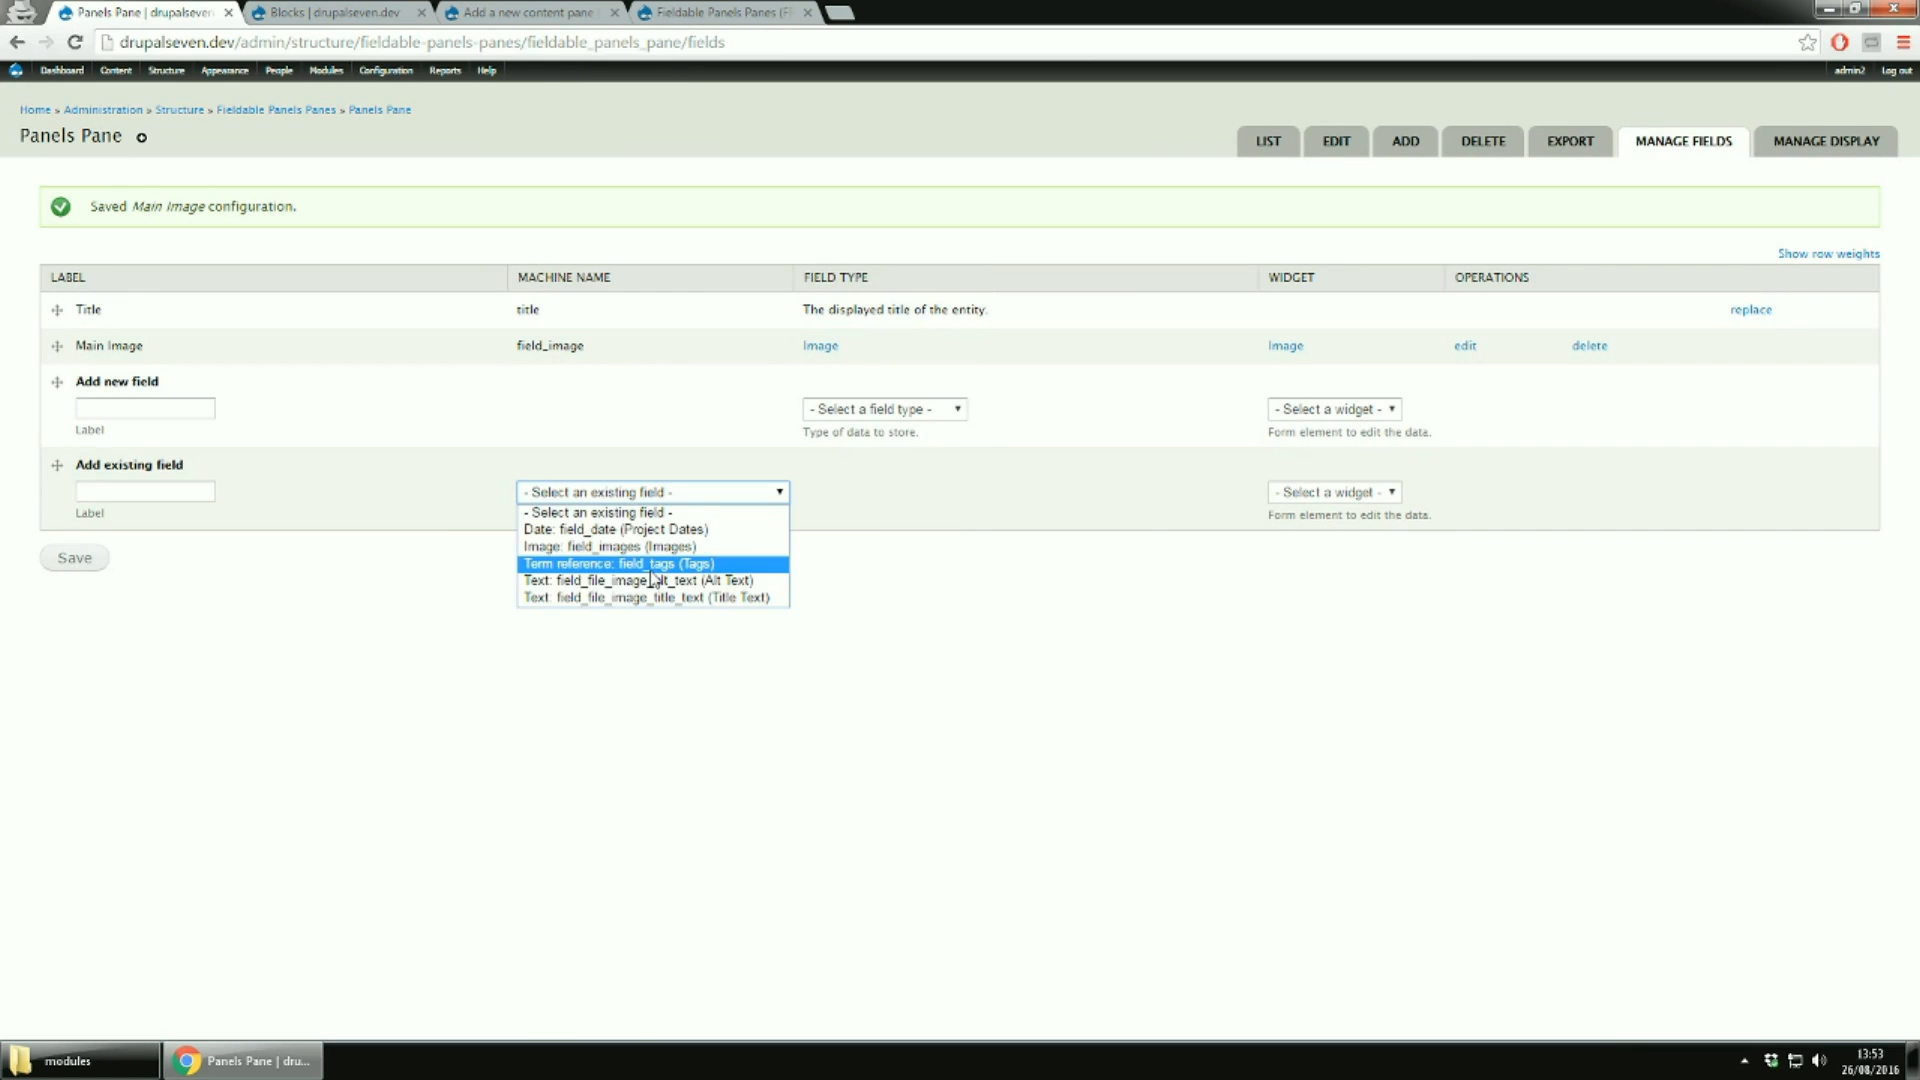 Panels Pane | drupalseven
Blocks | drupalseven.dev
Add a new content pane
Fieldable Panels Panes (F
drupalseven.dev/admin/structure/fieldable-panels-panes/fieldable_panels_pane/fields
Dashboard Content Structure Appearance People Modules Configuration Reports Help admin2 Log out
Home » Administration » Structure » Fieldable Panels Panes » Panels Pane
Panels Pane
LIST EDIT ADD DELETE EXPORT MANAGE FIELDS MANAGE DISPLAY
Saved Main Image configuration.
Show row weights
LABEL MACHINE NAME FIELD TYPE WIDGET OPERATIONS
Title title The displayed title of the entity. replace
Main Image field_image Image Image edit delete
Add new field
- Select a field type - - Select a widget -
Label Type of data to store. Form element to edit the data.
Add existing field
- Select an existing field - - Select a widget -
Label Form element to edit the data.
- Select an existing field -
Date: field_date (Project Dates)
Image: field_images (Images)
Term reference: field_tags (Tags)
Text: field_file_image_alt_text (Alt Text)
Text: field_file_image_title_text (Title Text)
Save
modules
Panels Pane | dru...
13:53
26/08/2016